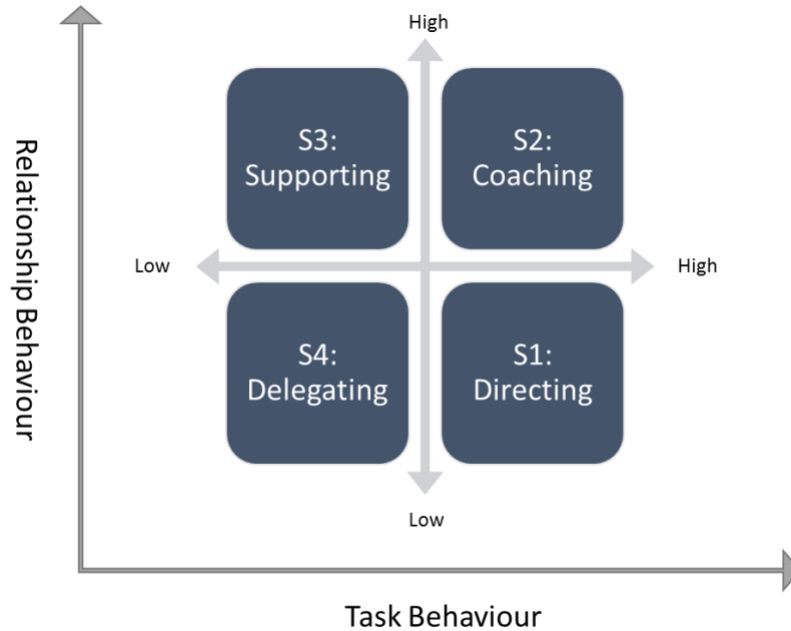 High
S3:
Supporting
S2:
Coaching
Relationship Behaviour
Low
High
S4:
Delegating
S1:
Directing
Low
Task Behaviour